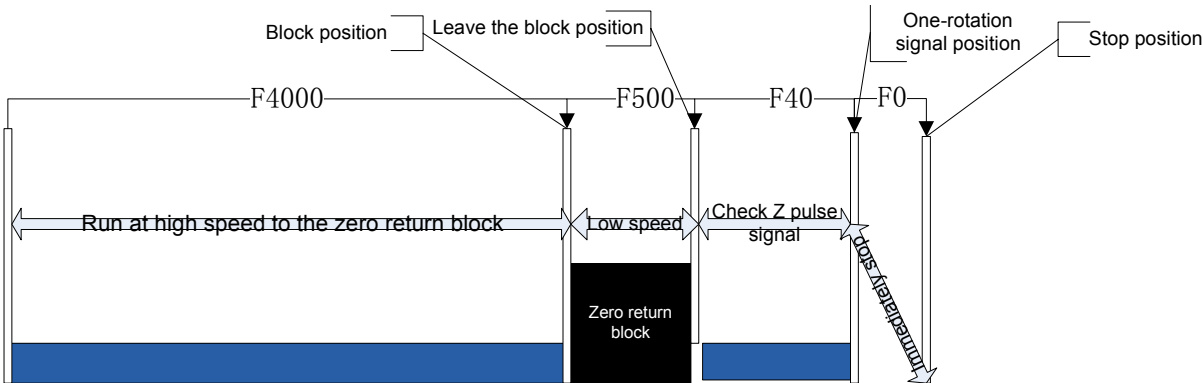 Block position
Leave the block position
One-rotation
signal position
Stop position
F4000
F500
F40
F0
Run at high speed to the zero return block
Low speed
Check Z pulse
signal
Immediately stop
Zero return
block